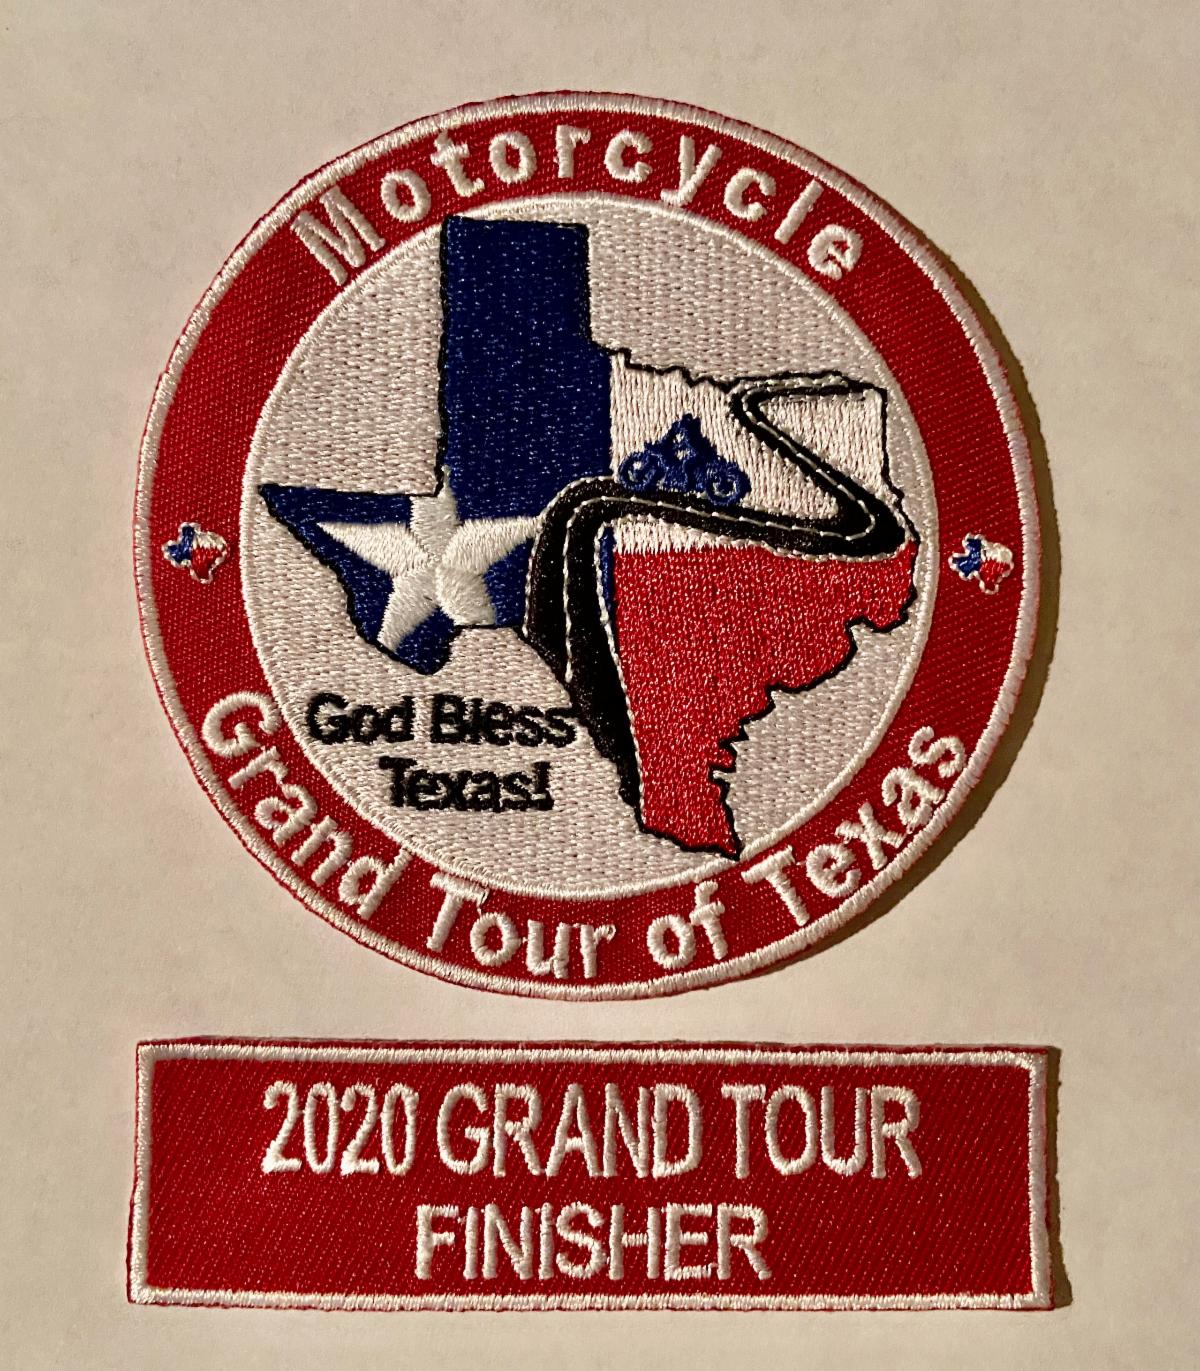 Motorcycle
God Bless
Texas!
Grand Tour of Texas
2020 GRAND TOUR
FINISHER